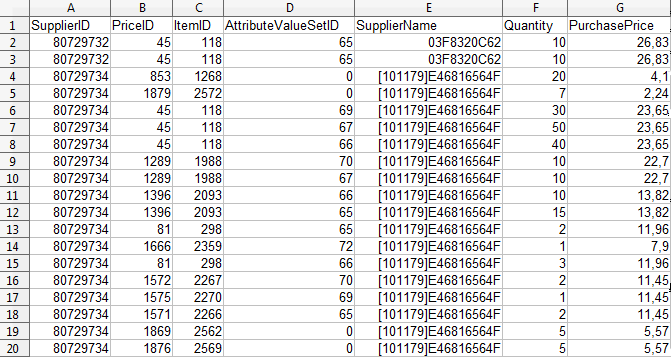 A B C D E F G
1 SupplierID PriceID ItemID AttributeValueSetID SupplierName Quantity PurchasePrice
2 80729732 45 118 65 03F8320C62 10 26,83
3 80729732 45 118 65 03F8320C62 10 26,83
4 80729734 853 1268 0 [101179]E46816564F 20 4,1
5 80729734 1879 2572 0 [101179]E46816564F 7 2,24
6 80729734 45 118 69 [101179]E46816564F 30 23,65
7 80729734 45 118 67 [101179]E46816564F 50 23,65
8 80729734 45 118 66 [101179]E46816564F 40 23,65
9 80729734 1289 1988 70 [101179]E46816564F 10 22,7
10 80729734 1289 1988 67 [101179]E46816564F 10 22,7
11 80729734 1396 2093 66 [101179]E46816564F 10 13,82
12 80729734 1396 2093 65 [101179]E46816564F 15 13,82
13 80729734 81 298 65 [101179]E46816564F 2 11,96
14 80729734 1666 2359 72 [101179]E46816564F 1 7,9
15 80729734 81 298 66 [101179]E46816564F 3 11,96
16 80729734 1572 2267 70 [101179]E46816564F 2 11,45
17 80729734 1575 2270 69 [101179]E46816564F 1 11,45
18 80729734 1571 2266 65 [101179]E46816564F 2 11,45
19 80729734 1869 2562 0 [101179]E46816564F 5 5,57
20 80729734 1876 2569 0 [101179]E46816564F 5 5,57